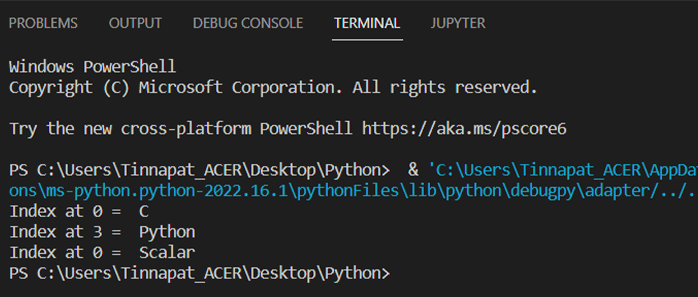 PROBLEMS OUTPUT DEBUG CONSOLE TERMINAL JUPYTER
Windows PowerShell
Copyright (C) Microsoft Corporation. All rights reserved.
Try the new cross-platform PowerShell https://aka.ms/pscore6
PS C:\Users\Tinnapat_ACER\Desktop\Python>  & 'C:\Users\Tinnapat_ACER\AppDa
ons\ms-python.python-2022.16.1\pythonFiles\lib\python\debugpy\adapter/../..
Index at 0 =  C
Index at 3 =  Python
Index at 0 =  Scalar
PS C:\Users\Tinnapat_ACER\Desktop\Python>